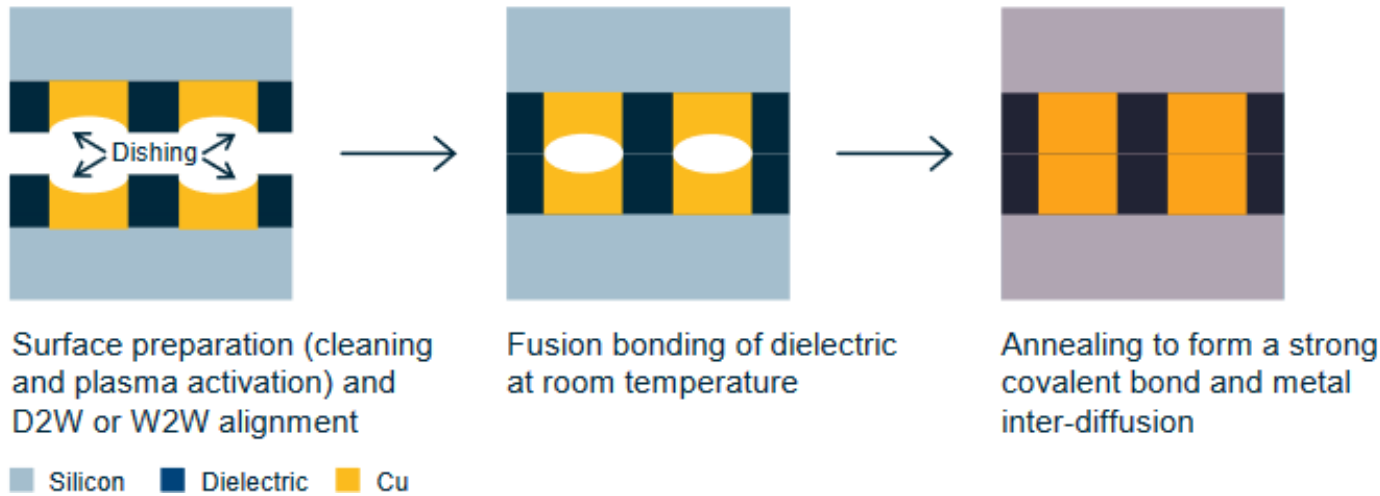 Dishing
Surface preparation (cleaning
and plasma activation) and
D2W or W2W alignment
Fusion bonding of dielectric
at room temperature
Annealing to form a strong
covalent bond and metal
inter-diffusion
Silicon
Dielectric
Cu